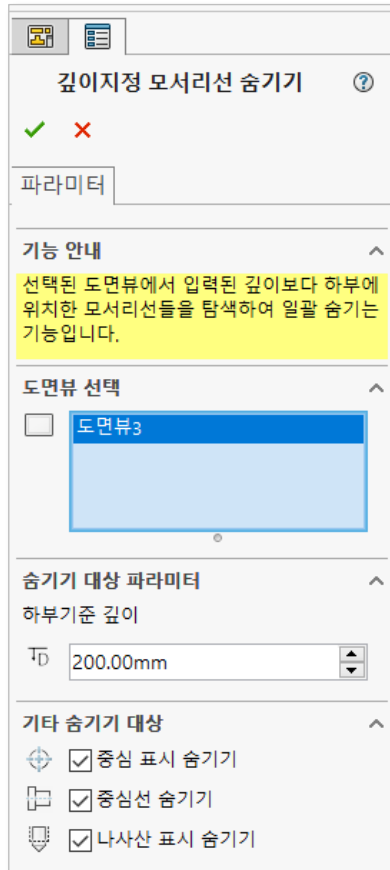 깊이지정 모서리선 숨기기
파라미터
기능 안내
선택된 도면뷰에서 입력된 깊이보다 하부에
위치한 모서리선들을 탐색하여 일괄 숨기는
기능입니다.
도면뷰 선택
도면뷰3
숨기기 대상 파라미터
하부기준 깊이
D 200.00mm
기타 숨기기 대상
중심 표시 숨기기
중심선 숨기기
나사산 표시 숨기기